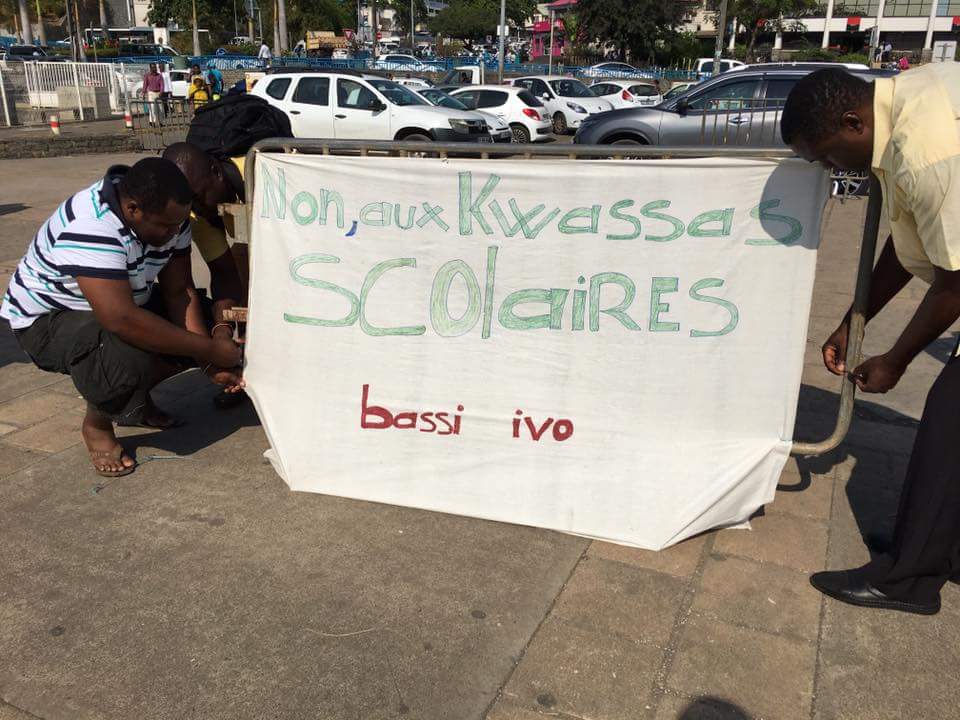 Non, aux Kwassas
SColaiREs
bassi ivo